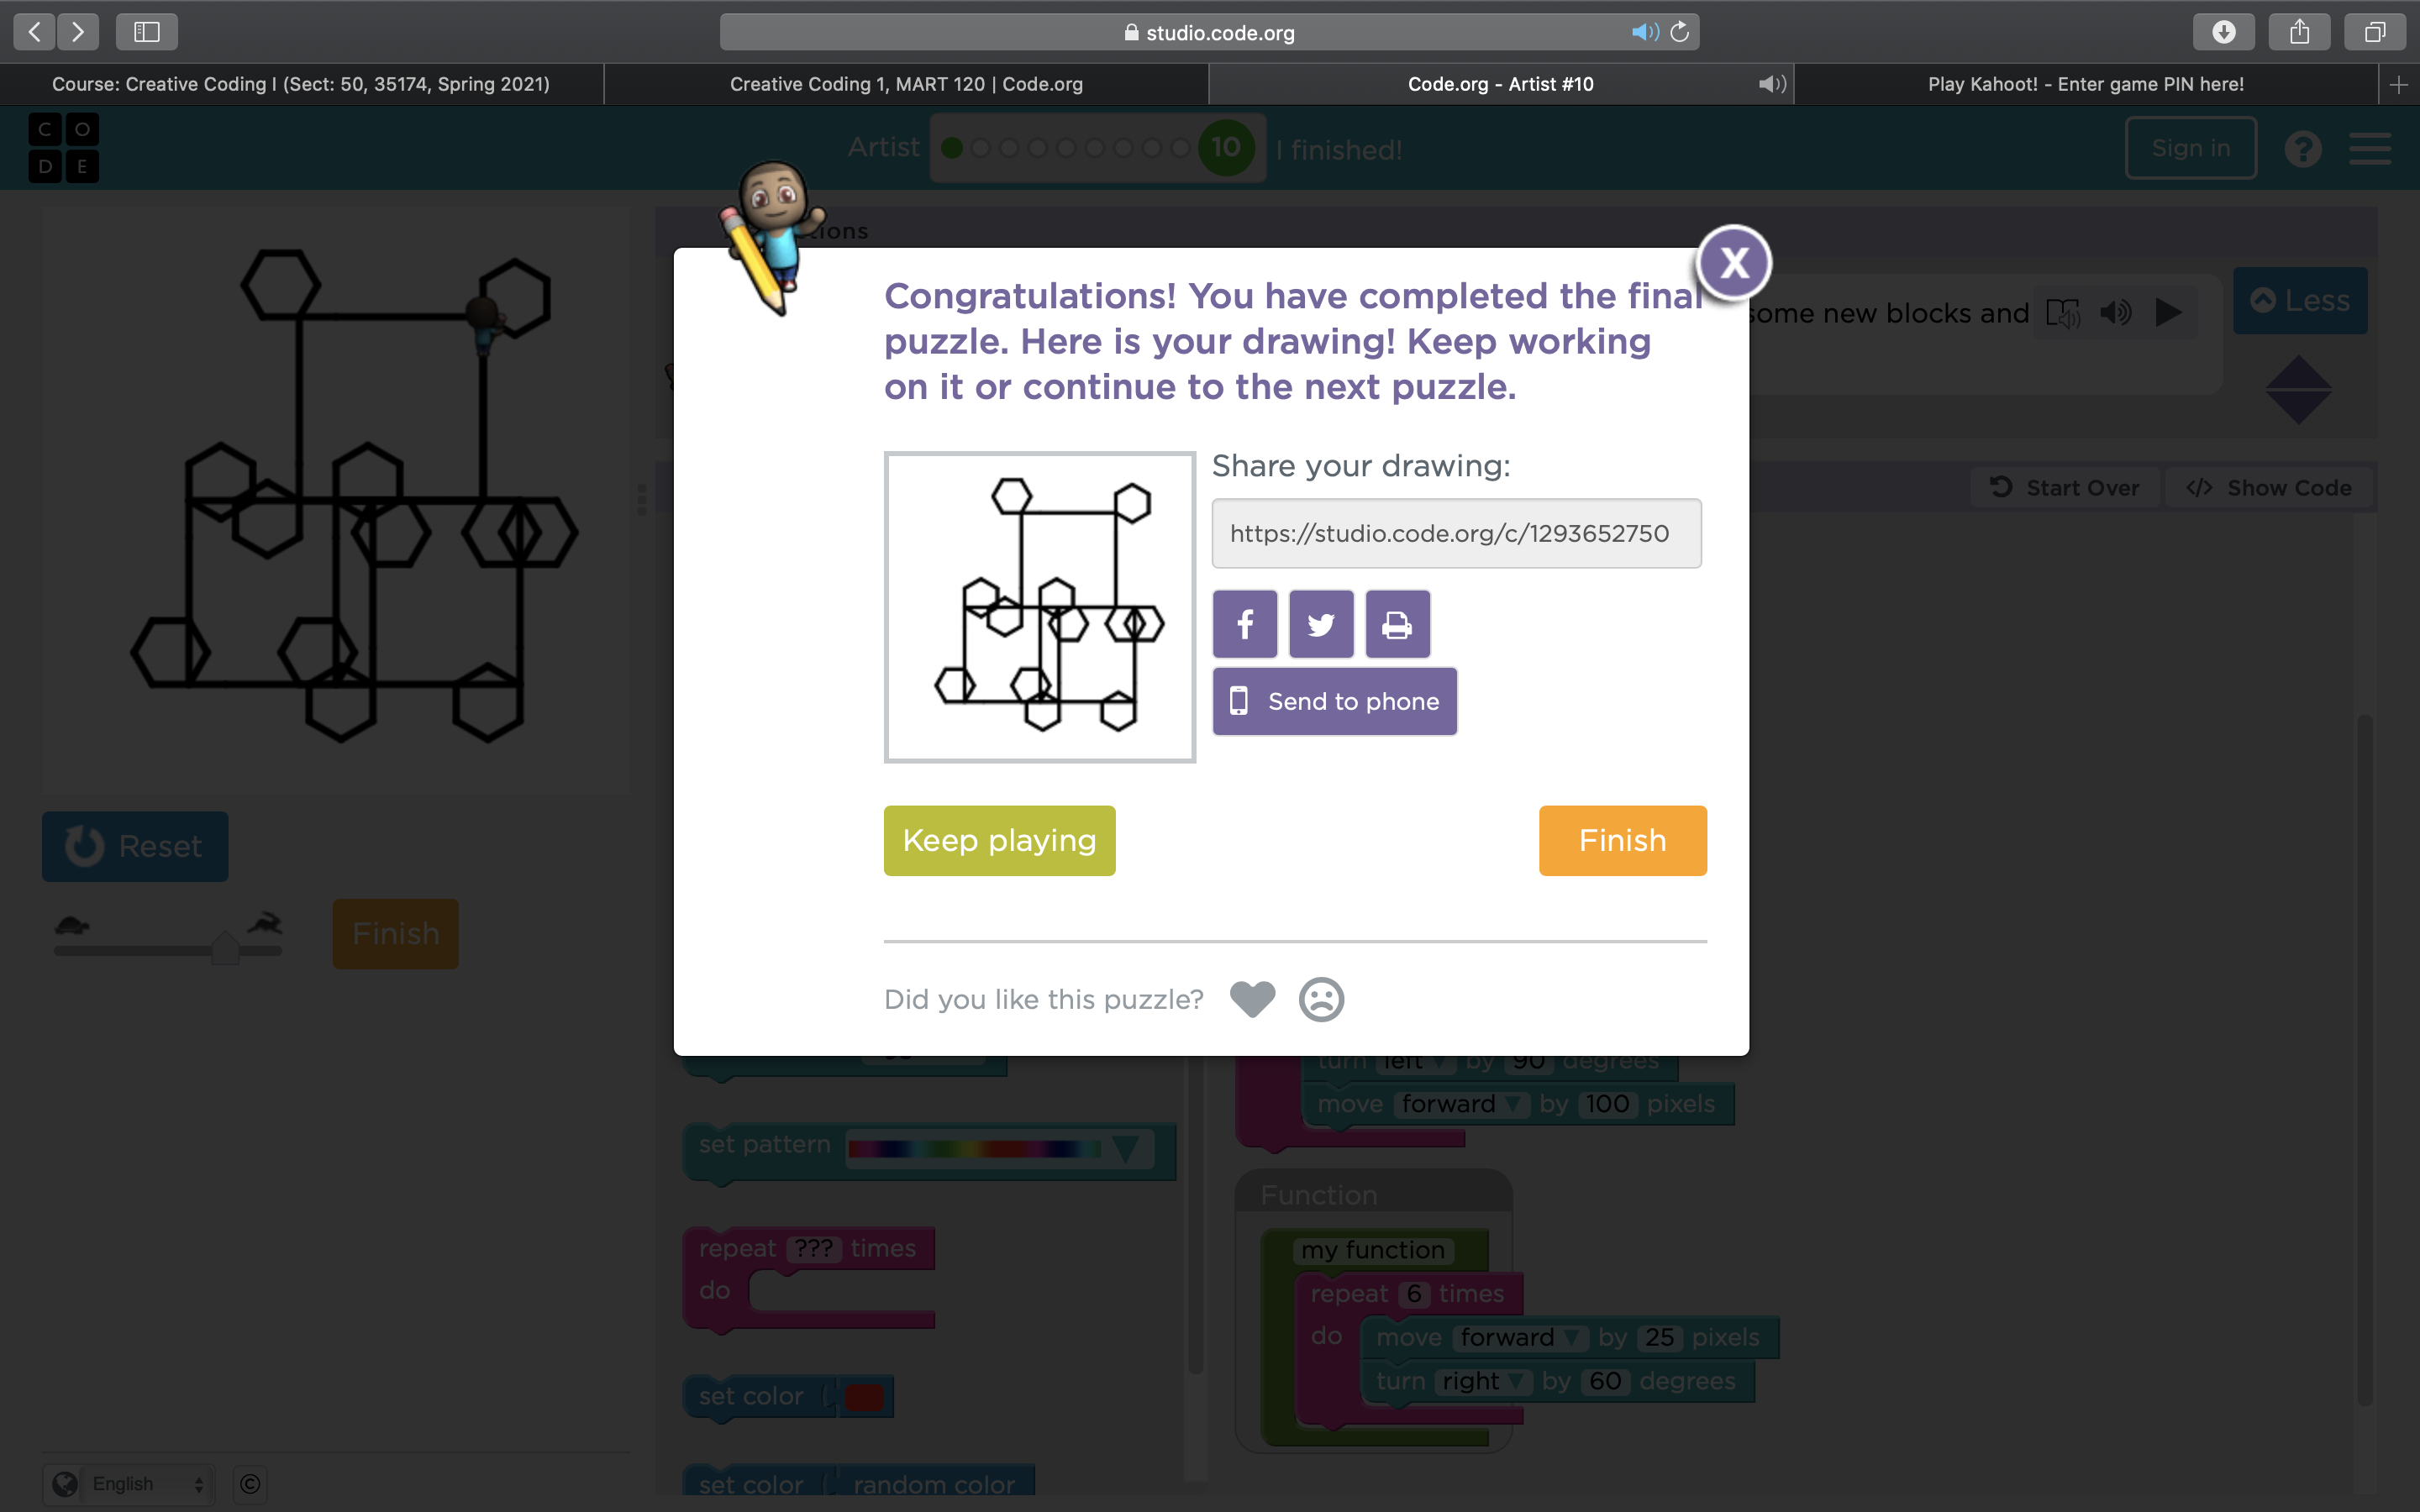 studio.code.org
Course: Creative Coding I (Sect: 50, 35174, Spring 2021)
Creative Coding 1, MART 120 | Code.org
Code.org - Artist #10
Play Kahoot! - Enter game PIN here!
C O
D E
Artist
10
I finished!
Sign in
?
tions
X
Congratulations! You have completed the final
puzzle. Here is your drawing! Keep working
on it or continue to the next puzzle.
some new blocks and
Less
Share your drawing:
https://studio.code.org/c/1293652750
Start Over
</> Show Code
Send to phone
Keep playing
Finish
Did you like this puzzle?
Reset
Finish
turn left by 90 degrees
move forward by 100 pixels
set pattern
repeat ??? times
do
set color
set color random color
Function
my function
repeat 6 times
do move forward by 25 pixels
turn right by 60 degrees
English
©